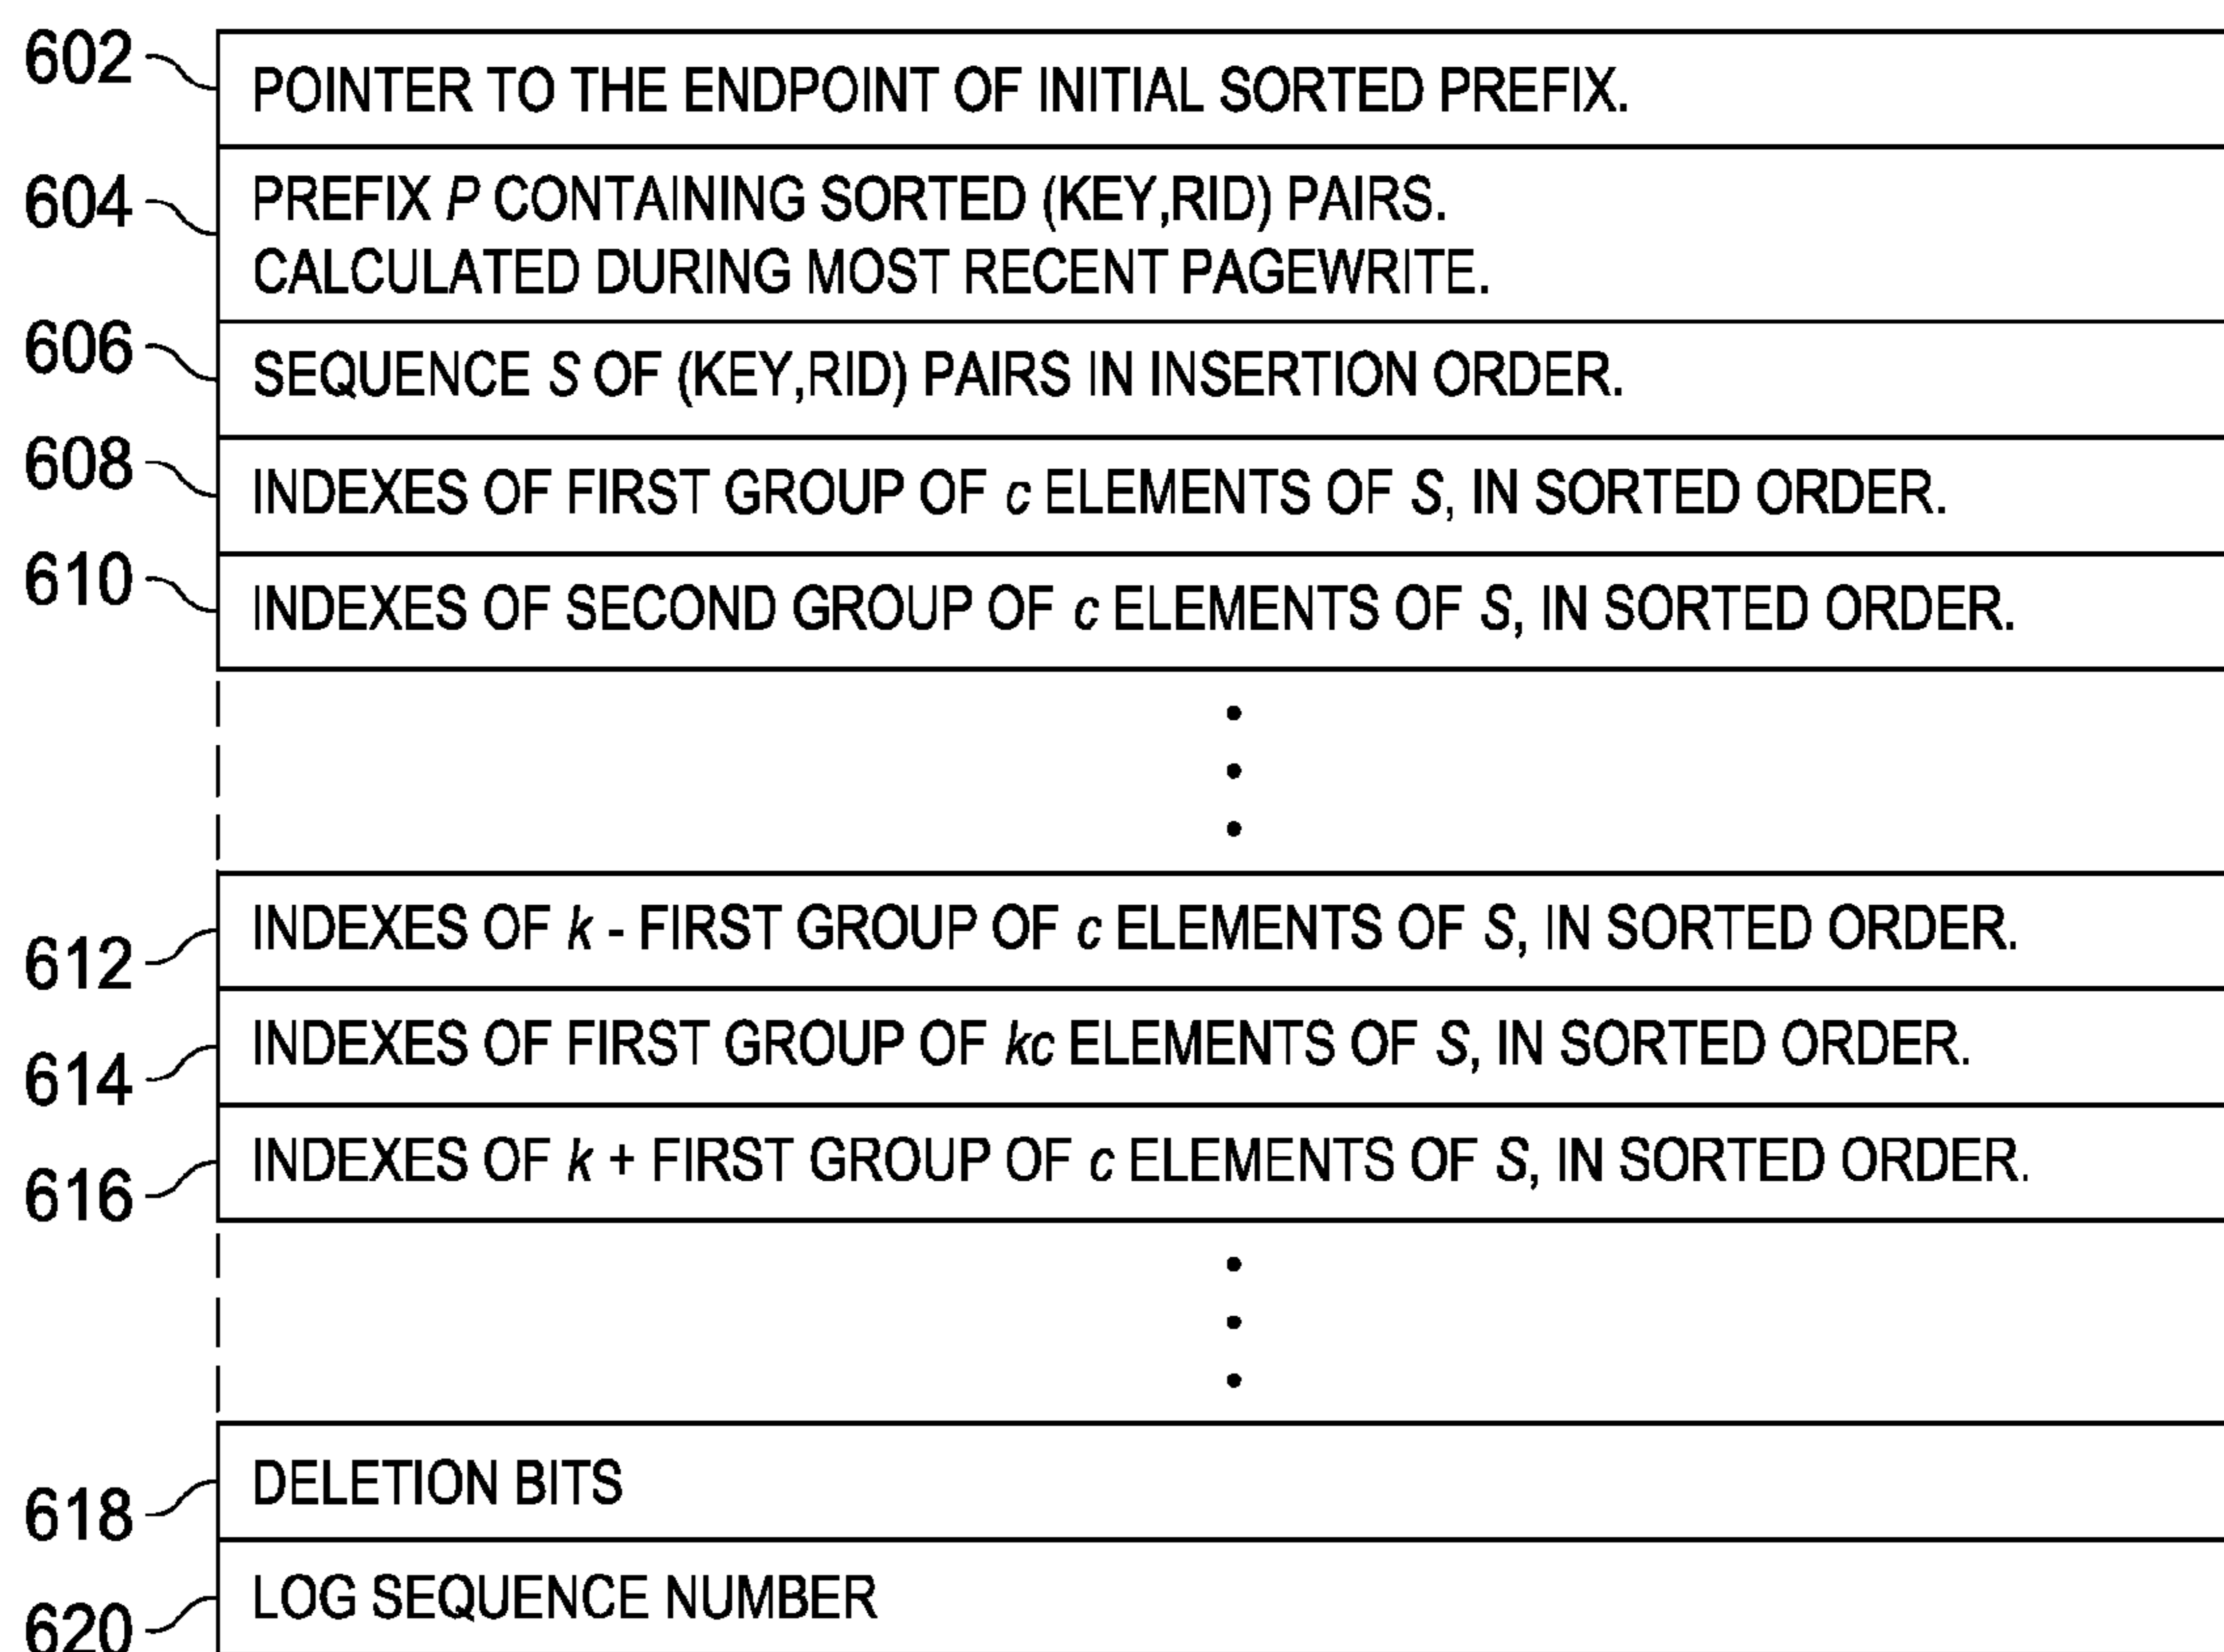 602 POINTER TO THE ENDPOINT OF INITIAL SORTED PREFIX.
604 PREFIX P CONTAINING SORTED (KEY,RID) PAIRS.
CALCULATED DURING MOST RECENT PAGEWRITE.
606 SEQUENCE S OF (KEY,RID) PAIRS IN INSERTION ORDER.
608 INDEXES OF FIRST GROUP OF c ELEMENTS OF S, IN SORTED ORDER.
610 INDEXES OF SECOND GROUP OF c ELEMENTS OF S, IN SORTED ORDER.
612 INDEXES OF k - FIRST GROUP OF c ELEMENTS OF S, IN SORTED ORDER.
614 INDEXES OF FIRST GROUP OF kc ELEMENTS OF S, IN SORTED ORDER.
616 INDEXES OF k + FIRST GROUP OF c ELEMENTS OF S, IN SORTED ORDER.
618 DELETION BITS
620 LOG SEQUENCE NUMBER